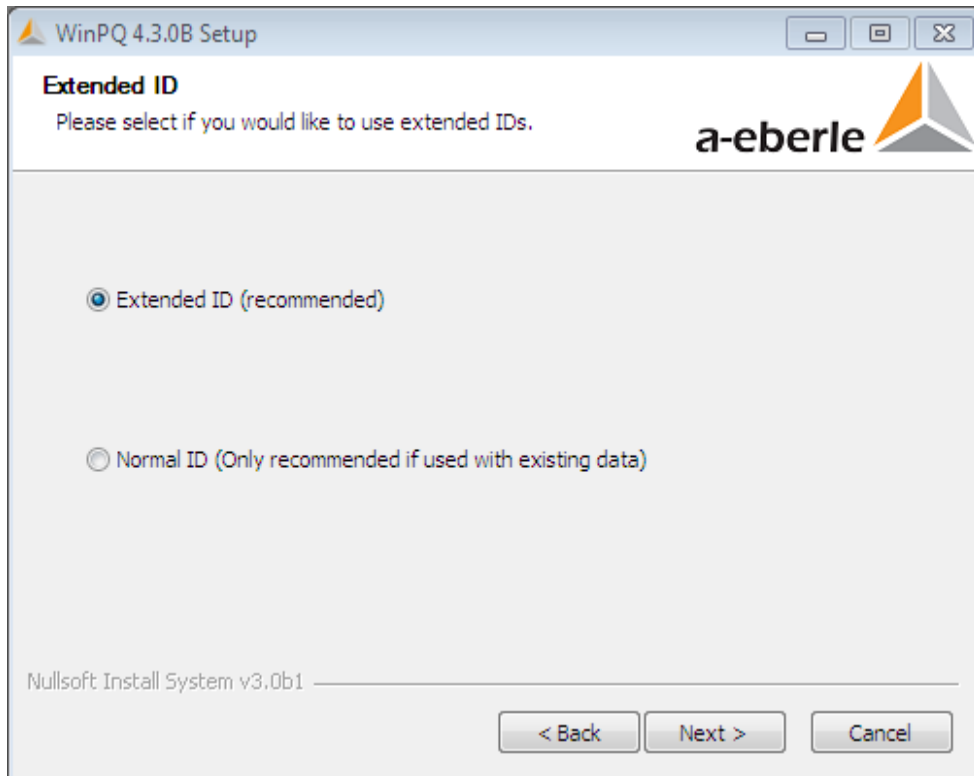 WinPQ 4.3.0B Setup
Extended ID
Please select if you would like to use extended IDs.
a-eberle
Extended ID (recommended)
Normal ID (Only recommended if used with existing data)
Nullsoft Install System v3.0b1
< Back Next > Cancel